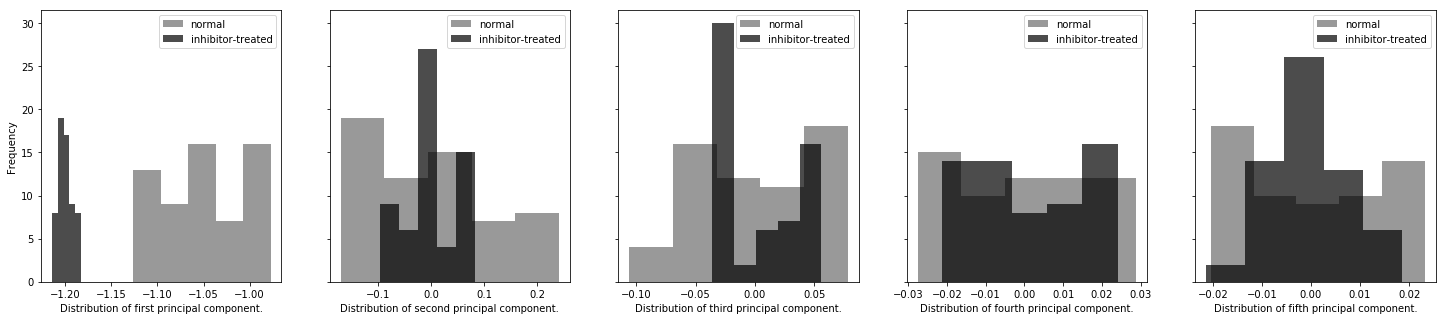 normal
inhibitor-treated
normal
inhibitor-treated
normal
inhibitor-treated
normal
inhibitor-treated
normal
inhibitor-treated
30
25
20
15
10
5
0
Frequency
−1.20 −1.15 −1.10 −1.05 −1.00
Distribution of first principal component.
−0.1 0.0 0.1 0.2
Distribution of second principal component.
−0.10 −0.05 0.00 0.05
Distribution of third principal component.
−0.03 −0.02 −0.01 0.00 0.01 0.02 0.03
Distribution of fourth principal component.
−0.02 −0.01 0.00 0.01 0.02
Distribution of fifth principal component.